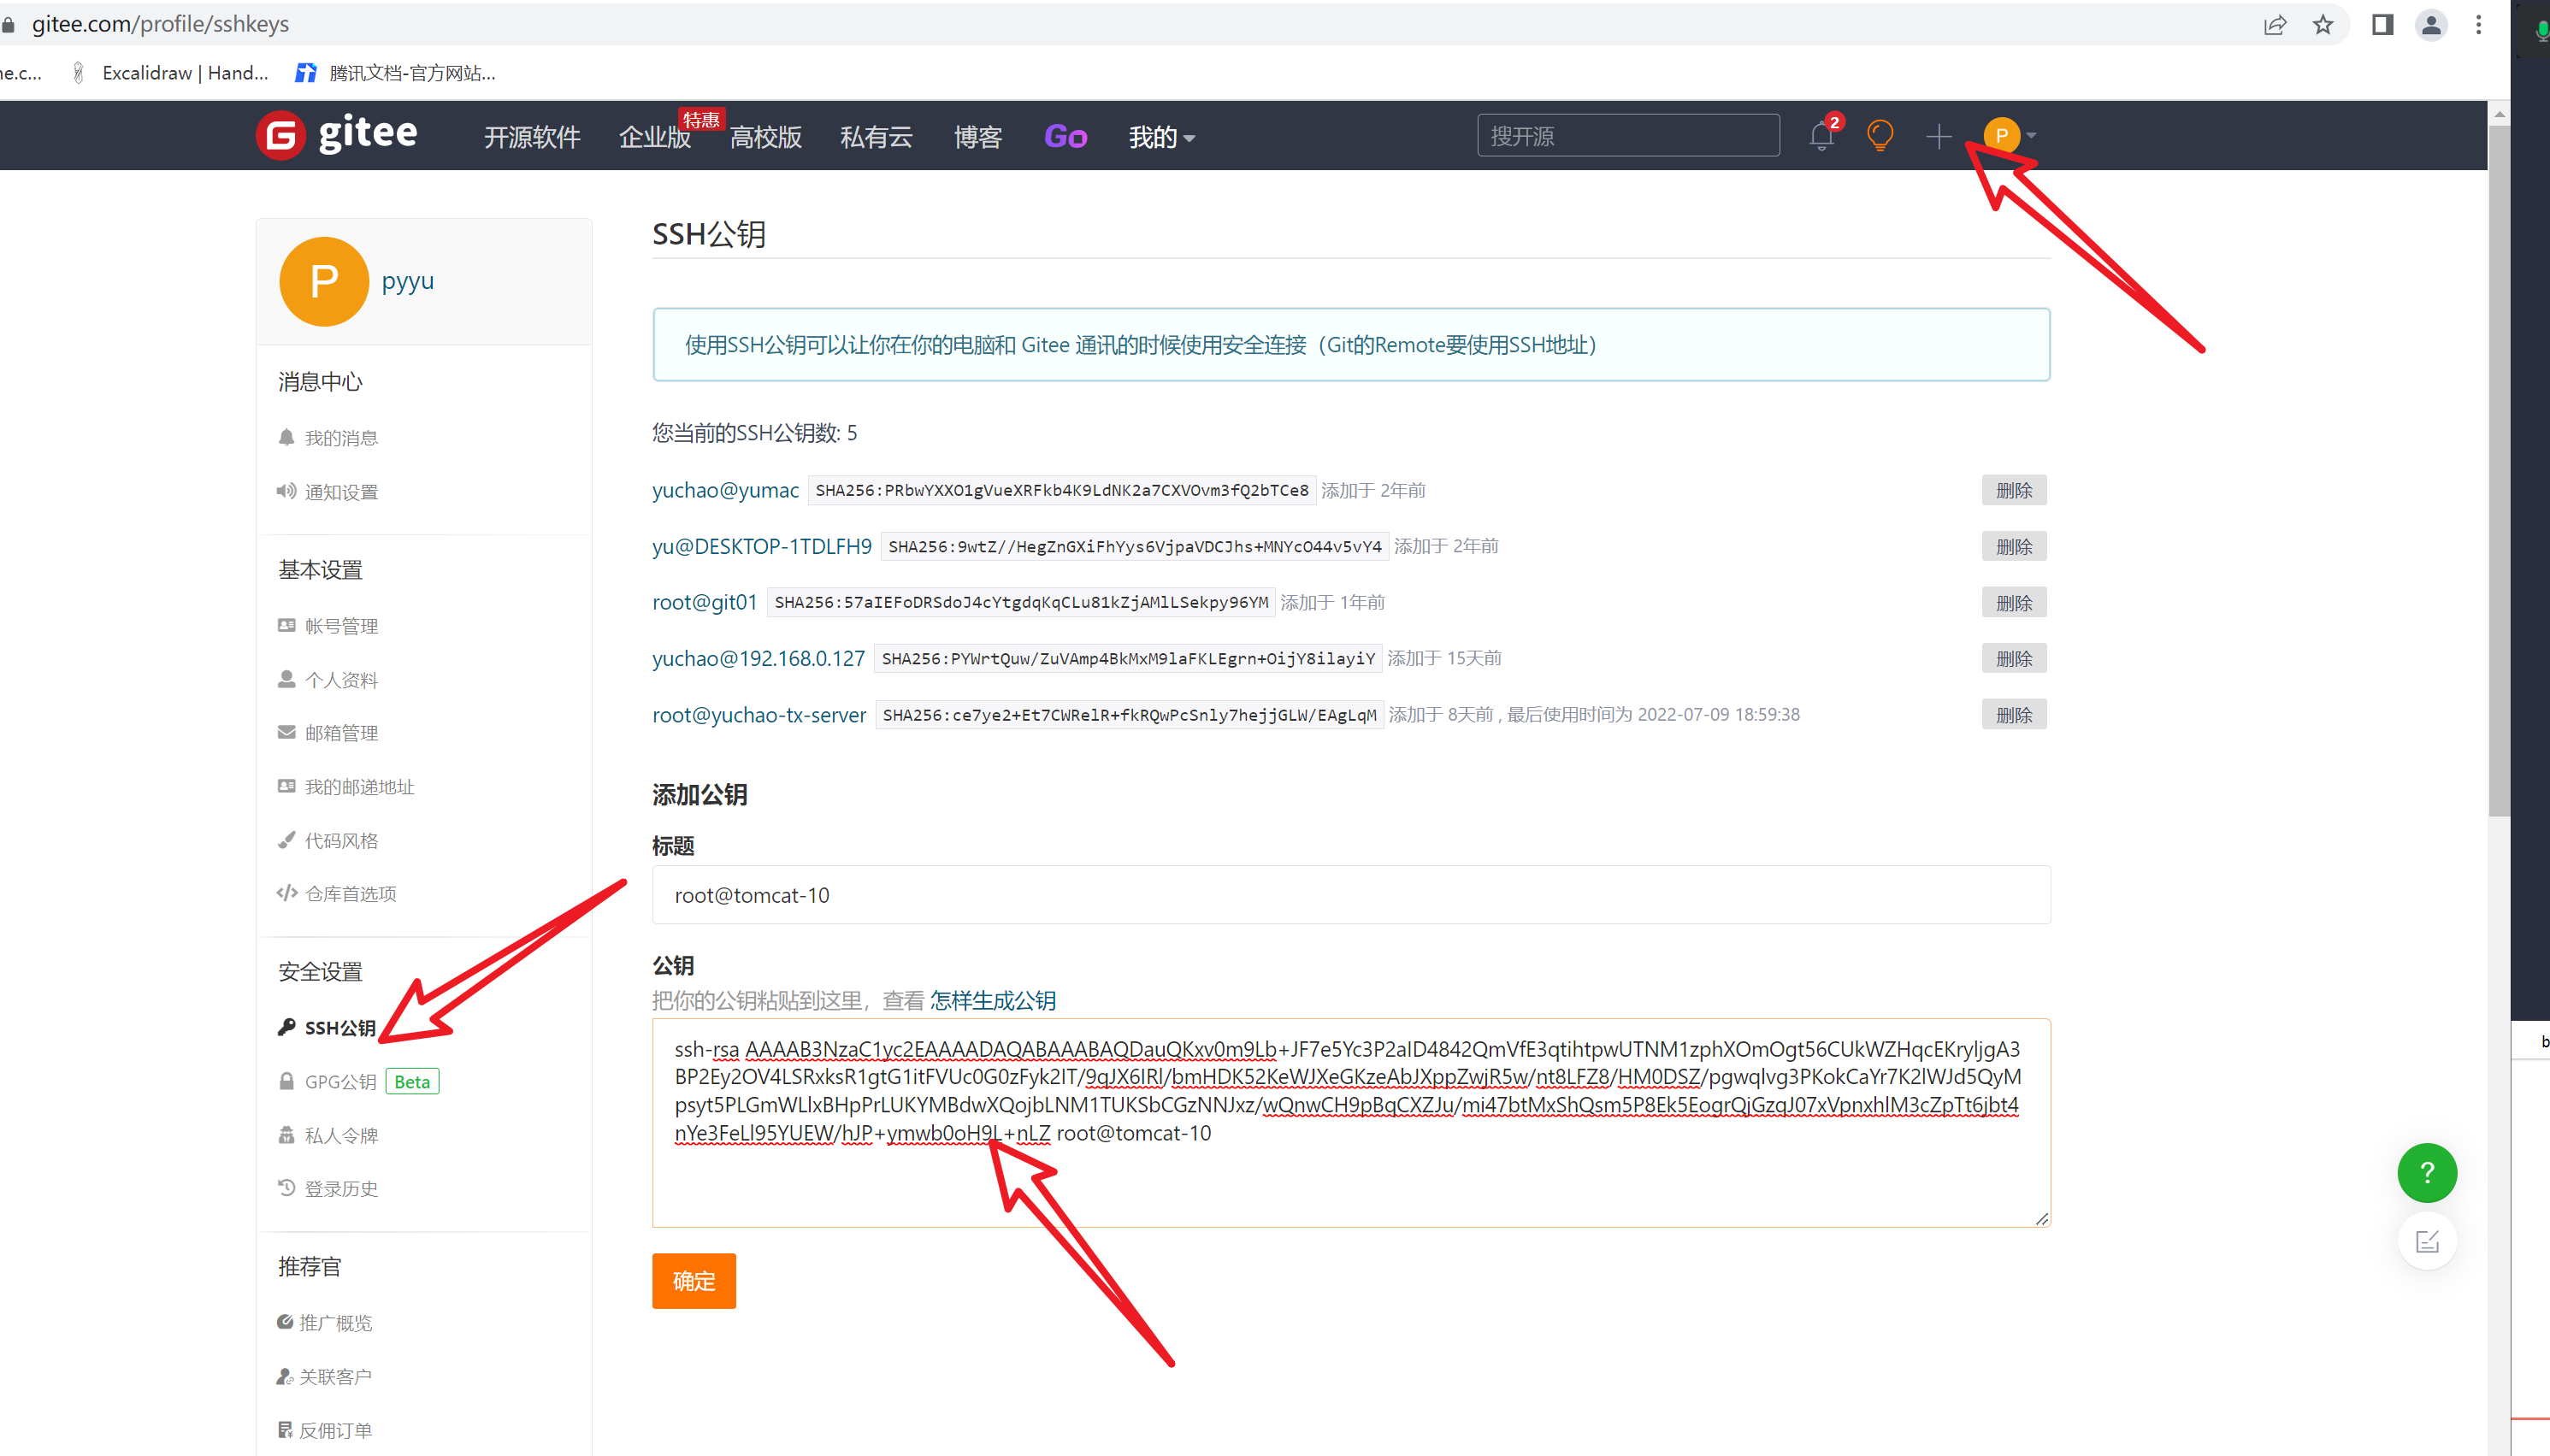 gitee.com/profile/sshkeys
ne.c...
Excalidraw | Hand...
腾讯文档-官方网站...
gitee
开源软件
企业版
特惠
高校版
私有云
博客
Go
我的
搜开源
2
P
P
pyyu
消息中心
我的消息
通知设置
基本设置
帐号管理
个人资料
邮箱管理
我的邮递地址
代码风格
仓库首选项
安全设置
SSH公钥
GPG公钥 Beta
私人令牌
登录历史
推荐官
推广概览
关联客户
反佣订单
SSH公钥
使用SSH公钥可以让你在你的电脑和 Gitee 通讯的时候使用安全连接（Git的Remote要使用SSH地址）
您当前的SSH公钥数: 5
yuchao@yumac SHA256:PRbwYXXO1gVueXRFkb4K9LdNK2a7CXVOvm3fQ2bTCe8 添加于 2年前 删除
yu@DESKTOP-1TDLFH9 SHA256:9wtZ//HegZnGXiFhYys6VjpaVDCJhs+MNYcO44v5vY4 添加于 2年前 删除
root@git01 SHA256:57aIEFoDRSdoJ4cYtgdqKqCLu81kZjAMlLSekpy96YM 添加于 1年前 删除
yuchao@192.168.0.127 SHA256:PYWrtQuw/ZuVAmp4BkMxM9laFKLEgrn+OijY8ilayiY 添加于 15天前 删除
root@yuchao-tx-server SHA256:ce7ye2+Et7CWRelR+fkRQwPcSnly7hejjGLW/EAgLqM 添加于 8天前 , 最后使用时间为 2022-07-09 18:59:38 删除
添加公钥
标题
root@tomcat-10
公钥
把你的公钥粘贴到这里，查看 怎样生成公钥
ssh-rsa AAAAB3NzaC1yc2EAAAADAQABAAABAQDauQKxv0m9Lb+JF7e5Yc3P2aID4842QmVfE3qtihtpwUTNM1zphXOmOgt56CUkWZHqcEKryljgA3
BP2Ey2OV4LSRxksR1gtG1itFVUc0G0zFyk2IT/9qJX6lRl/bmHDK52KeWJXeGKzeAbJXppZwjR5w/nt8LFZ8/HM0DSZ/pgwqlvg3PKokCaYr7K2lWJd5QyM
psyt5PLGmWLlxBHpPrLUKYMBdwXQojbLNM1TUKSbCGzNNJxz/wQnwCH9pBqCXZJu/mi47btMxShQsm5P8Ek5EogrQjGzqJ07xVpnxhlM3cZpTt6jbt4
nYe3FeLl95YUEW/hJP+ymwb0oH9L+nLZ root@tomcat-10
确定
?
b